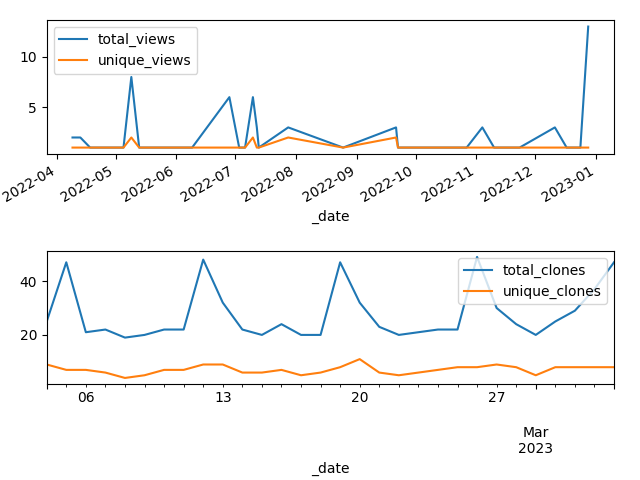 total_views
unique_views
10
5
2022-04
2022-05
2022-06
2022-07
2022-08
2022-09
2022-10
2022-11
2022-12
2023-01
_date
total_clones
unique_clones
40
20
06
13
20
27
Mar
2023
_date